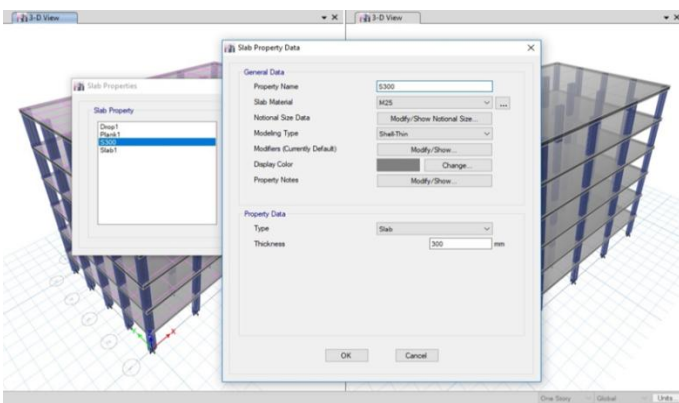 3-D View
3-D View
Slab Properties
Slab Property
Drop1
Plank1
S300
Slab1
Slab Property Data
General Data
Property Name S300
Slab Material M25 ...
Notional Size Data Modify/Show Notional Size...
Modeling Type Shell-Thin
Modifiers (Currently Default) Modify/Show...
Display Color Change...
Property Notes Modify/Show...
Property Data
Type Slab
Thickness 300 mm
OK Cancel
X
One Story Global Units...